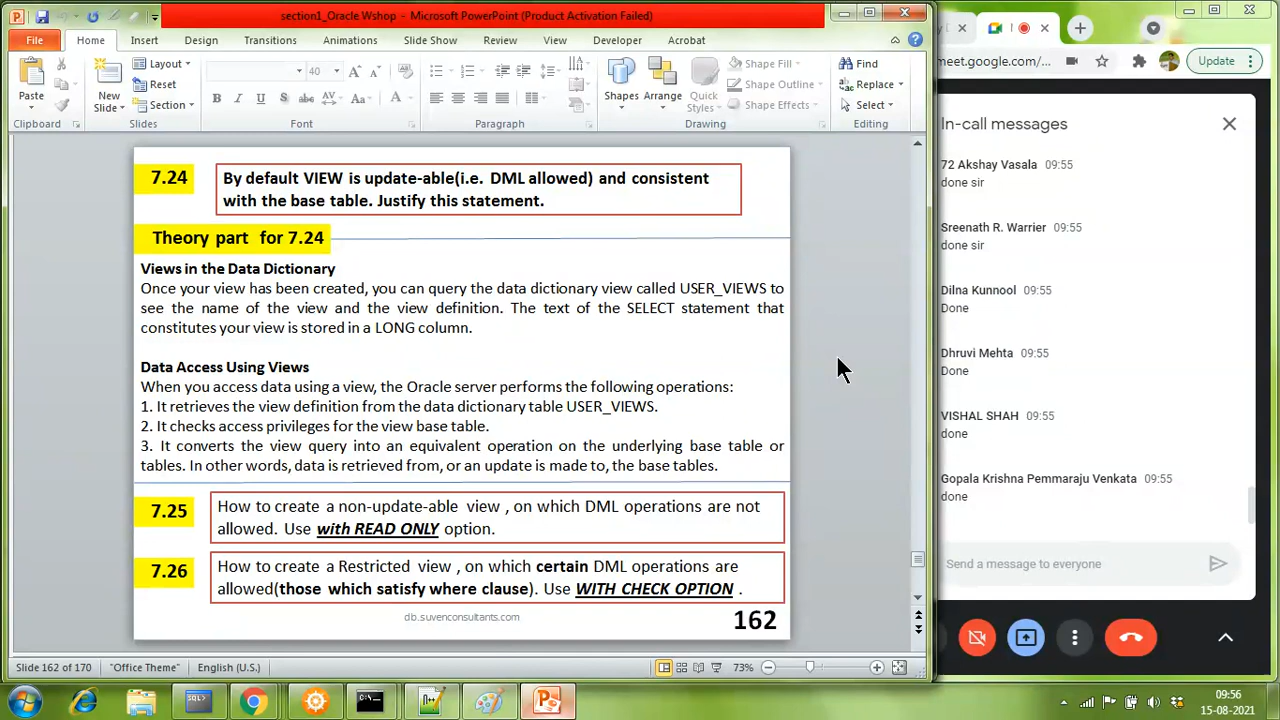 section1_Oracle Wshop - Microsoft PowerPoint (Product Activation Failed)
File Home Insert Design Transitions Animations Slide Show Review View Developer Acrobat
Paste
Clipboard
New
Slide
Layout
Reset
Section
Slides
40
B I U S abc AV Aa A
Font
Paragraph
Shapes
Arrange
Quick
Styles
Shape Fill
Shape Outline
Shape Effects
Drawing
Find
Replace
Select
Editing
7.24
By default VIEW is update-able(i.e. DML allowed) and consistent
with the base table. Justify this statement.
Theory part for 7.24
Views in the Data Dictionary
Once your view has been created, you can query the data dictionary view called USER_VIEWS to
see the name of the view and the view definition. The text of the SELECT statement that
constitutes your view is stored in a LONG column.
Data Access Using Views
When you access data using a view, the Oracle server performs the following operations:
1. It retrieves the view definition from the data dictionary table USER_VIEWS.
2. It checks access privileges for the view base table.
3. It converts the view query into an equivalent operation on the underlying base table or
tables. In other words, data is retrieved from, or an update is made to, the base tables.
7.25
How to create a non-update-able view , on which DML operations are not
allowed. Use with READ ONLY option.
7.26
How to create a Restricted view , on which certain DML operations are
allowed(those which satisfy where clause). Use WITH CHECK OPTION .
db.suvenconsultants.com
162
Slide 162 of 170 "Office Theme" English (U.S.) 73%
meet.google.com/... Update
In-call messages
72 Akshay Vasala 09:55
done sir
Sreenath R. Warrier 09:55
done sir
Dilna Kunnool 09:55
Done
Dhruvi Mehta 09:55
Done
VISHAL SHAH 09:55
done
Gopala Krishna Pemmaraju Venkata 09:55
done
Send a message to everyone
SQL>
09:56
15-08-2021